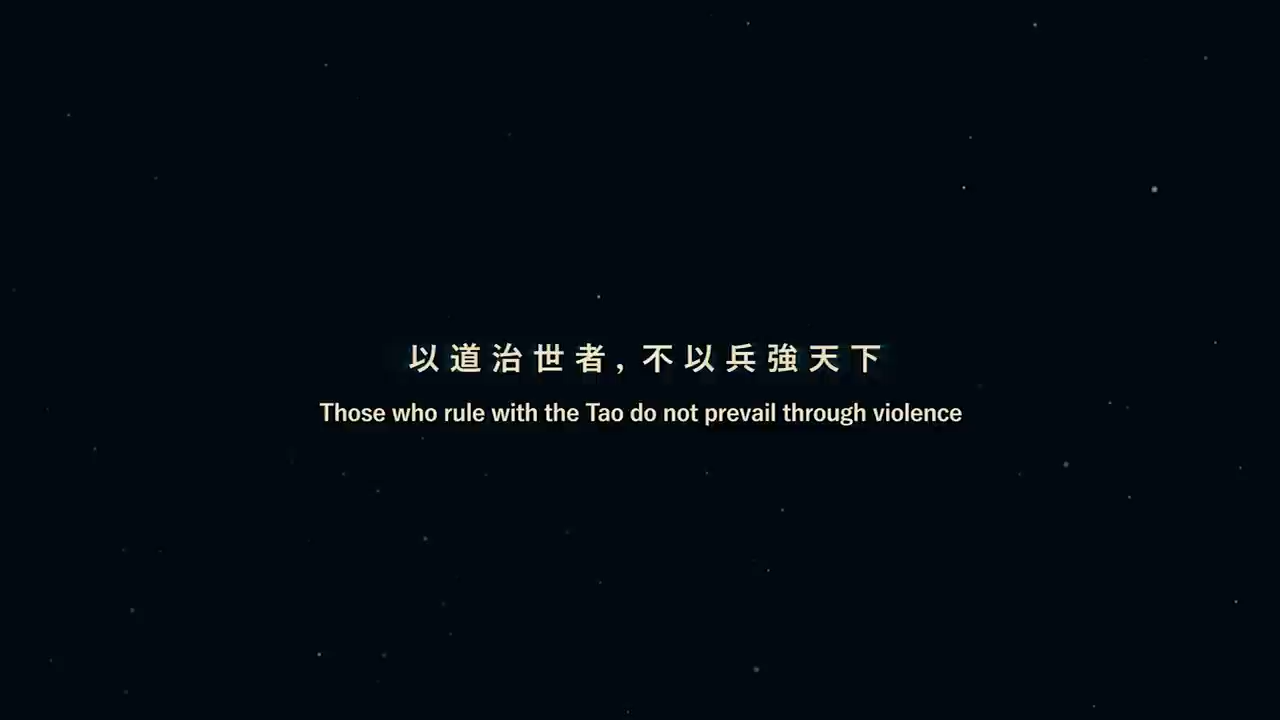 以道治世者，不以兵強天下
Those who rule with the Tao do not prevail through violence